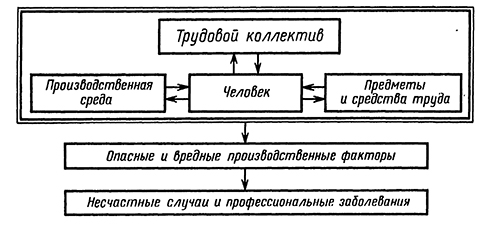 Трудовой коллектив
Производственная
среда
Человек
Предметы
и средства труда
Опасные и вредные производственные факторы
Несчастные случаи и профессиональные заболевания